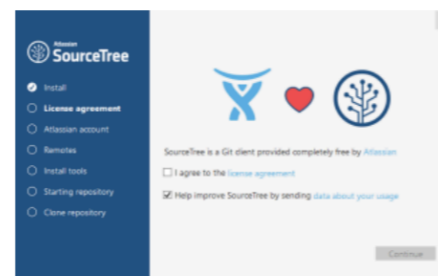 Atlassian
SourceTree
Install
License agreement
Atlassian account
Remotes
Install tools
Starting repository
Clone repository
SourceTree is a Git client provided completely free by Atlassian
I agree to the license agreement
Help improve SourceTree by sending data about your usage
Continue